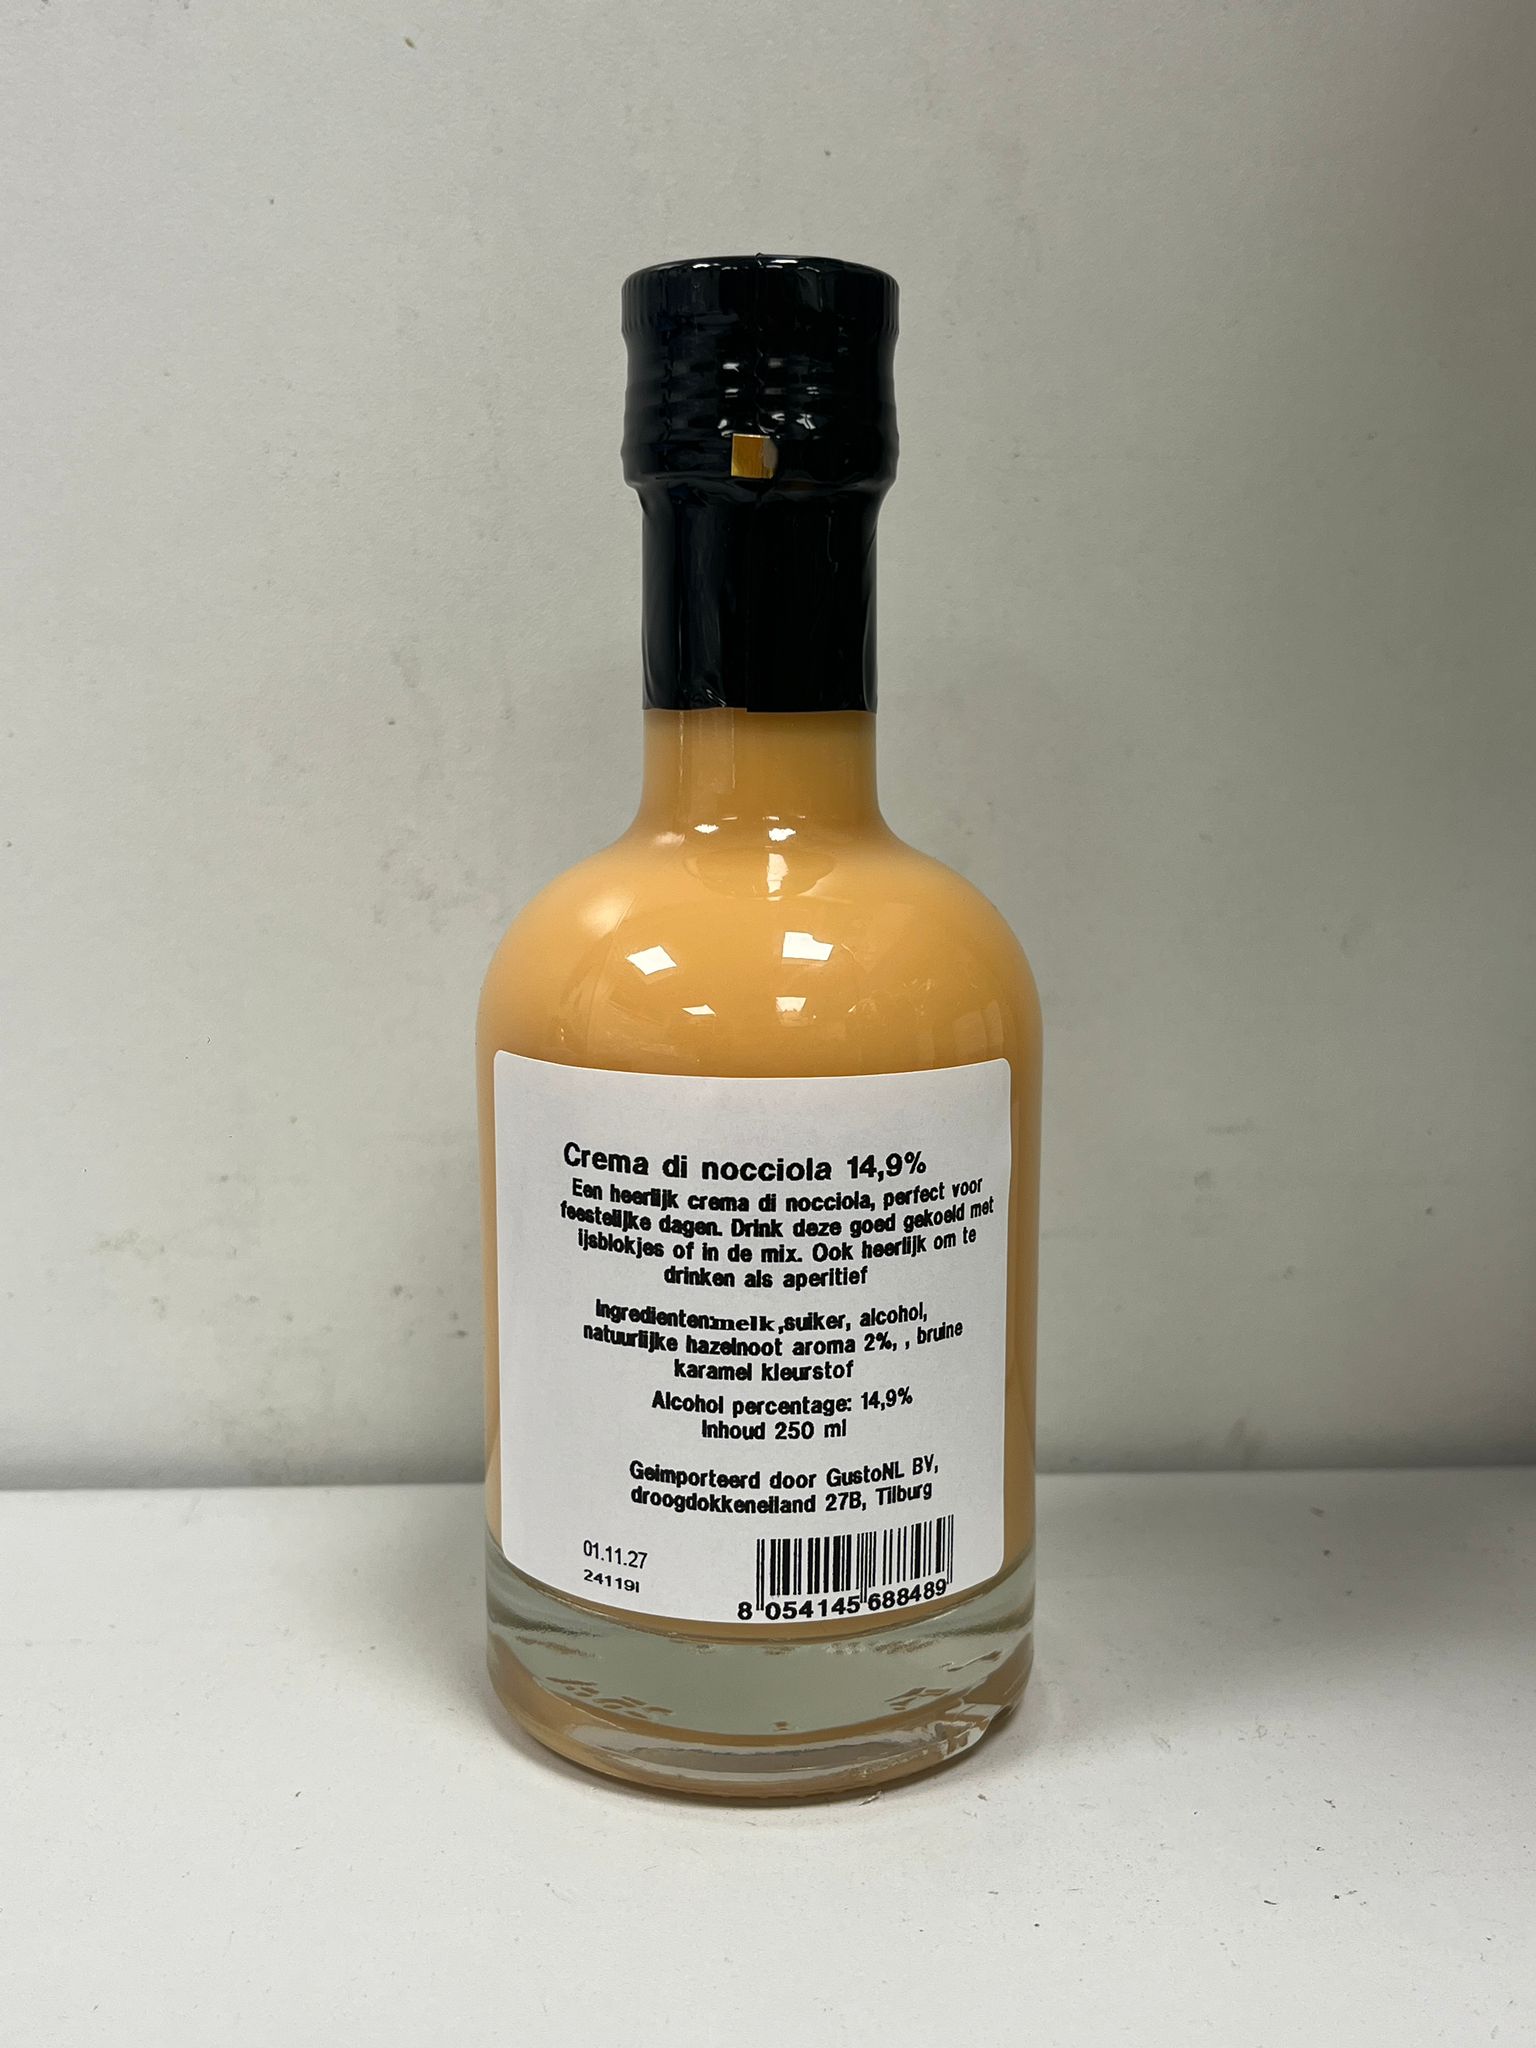 Crema di nocciola 14,9%
Een heerlijk crema di nocciola, perfect voor
feestelijke dagen. Drink deze goed gekoeld met
ijsblokjes of in de mix. Ook heerlijk om te
drinken als aperitief
Ingredienten:melk,suiker, alcohol,
natuurlijke hazelnoot aroma 2%, , bruine
karamel kleurstof
Alcohol percentage: 14,9%
Inhoud 250 ml
Geimporteerd door GustoNL BV,
droogdokkeneiland 27B, Tilburg
01.11.27
24119I
8 054145 688489